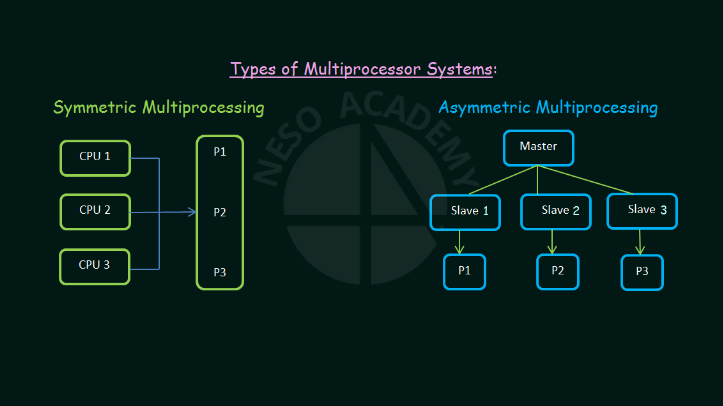 Types of Multiprocessor Systems:
Symmetric Multiprocessing
CPU 1
CPU 2
CPU 3
P1
P2
P3
Asymmetric Multiprocessing
Master
Slave 1
Slave 2
Slave 3
P1
P2
P3
NESO ACADEMY